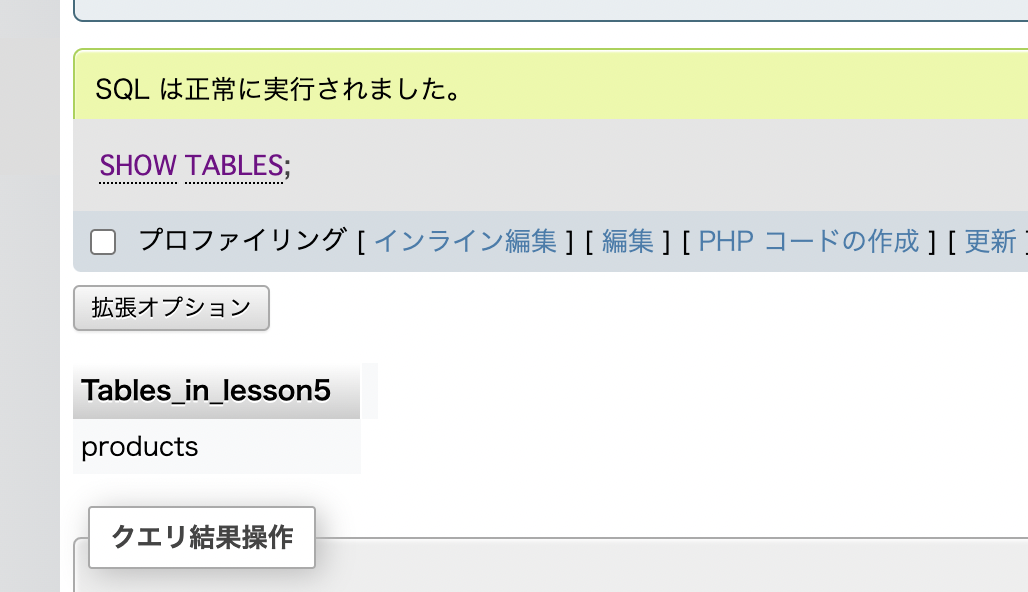 SQL は正常に実行されました。
SHOW TABLES;
プロファイリング [ インライン編集 ] [ 編集 ] [ PHP コードの作成 ] [ 更新 ]
拡張オプション
Tables_in_lesson5
products
クエリ結果操作